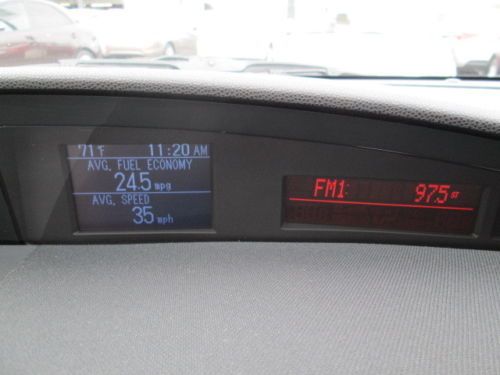 71°F 11:20 AM
AVG. FUEL ECONOMY
24.5 mpg
AVG. SPEED
35 mph
FM1: 97.5 ST